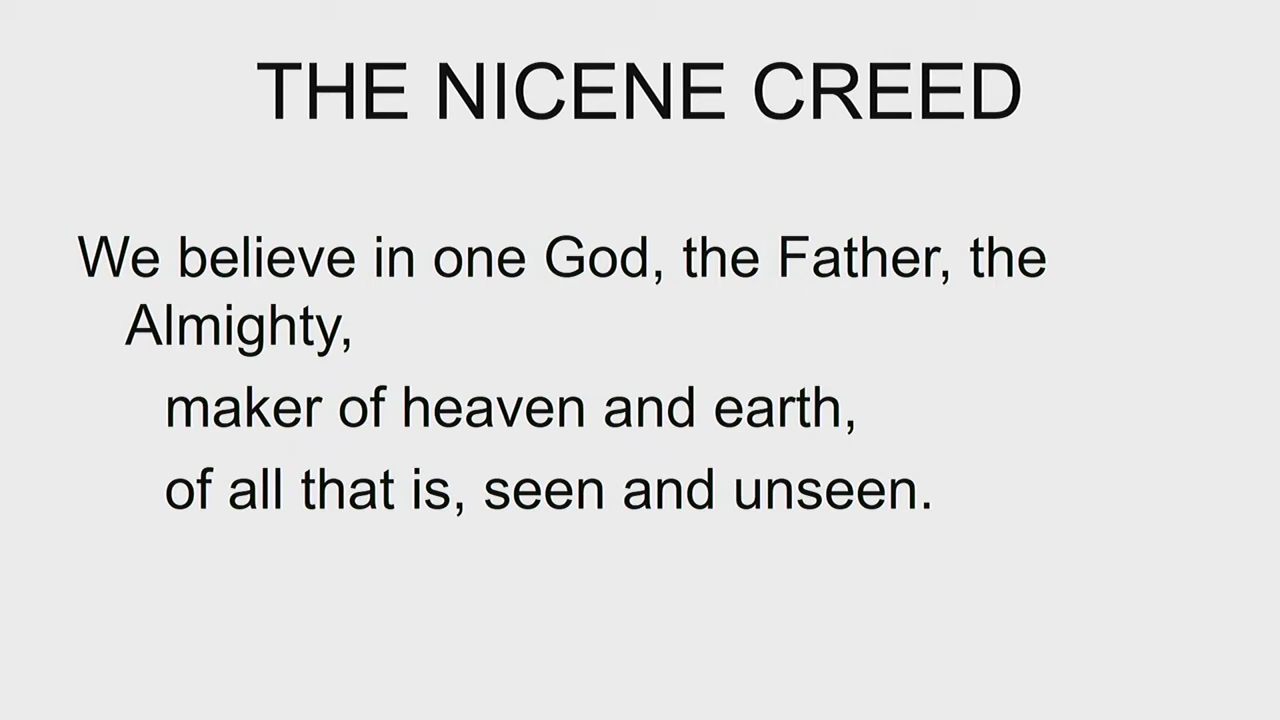 THE NICENE CREED
We believe in one God, the Father, the
Almighty,
maker of heaven and earth,
of all that is, seen and unseen.